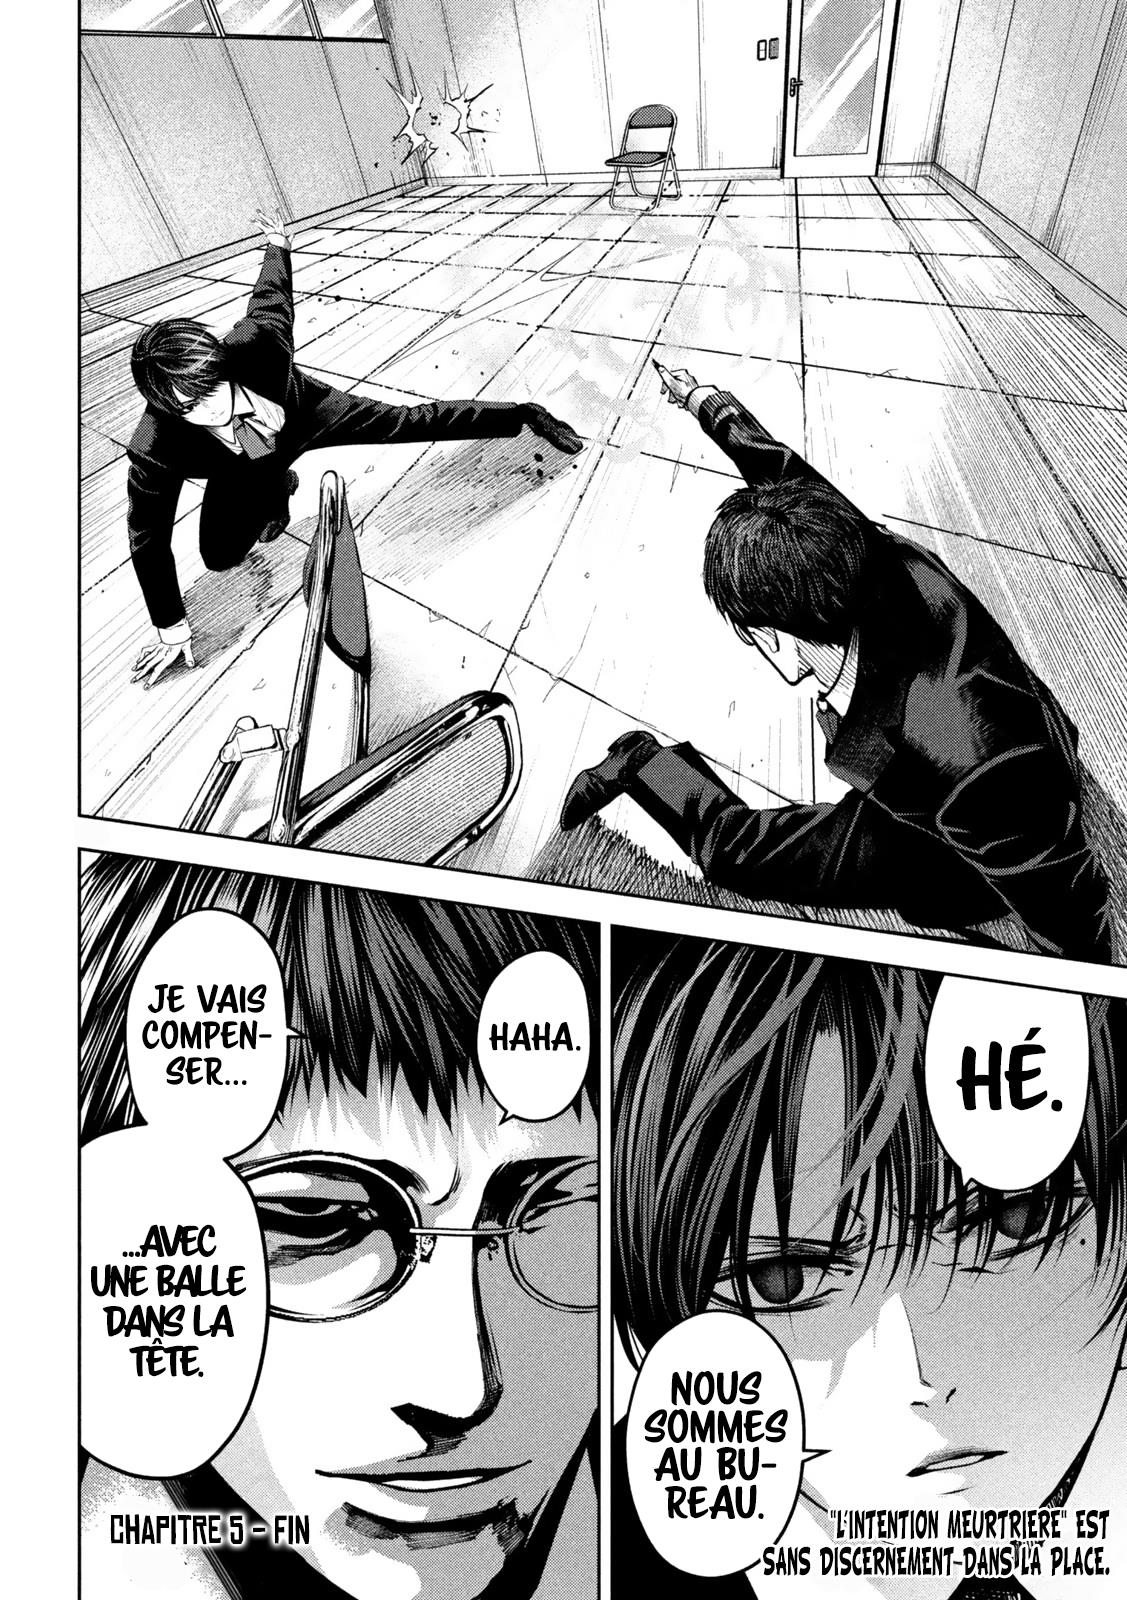 HÉ.
NOUS
SOMMES
AU BU-
REAU.
HAHA.
JE VAIS
COMPEN-
SER...
...AVEC
UNE BALLE
DANS LA
TÊTE.
"L'INTENTION MEURTRIERE" EST
SANS DISCERNEMENT DANS LA PLACE.
CHAPITRE 5 - FIN